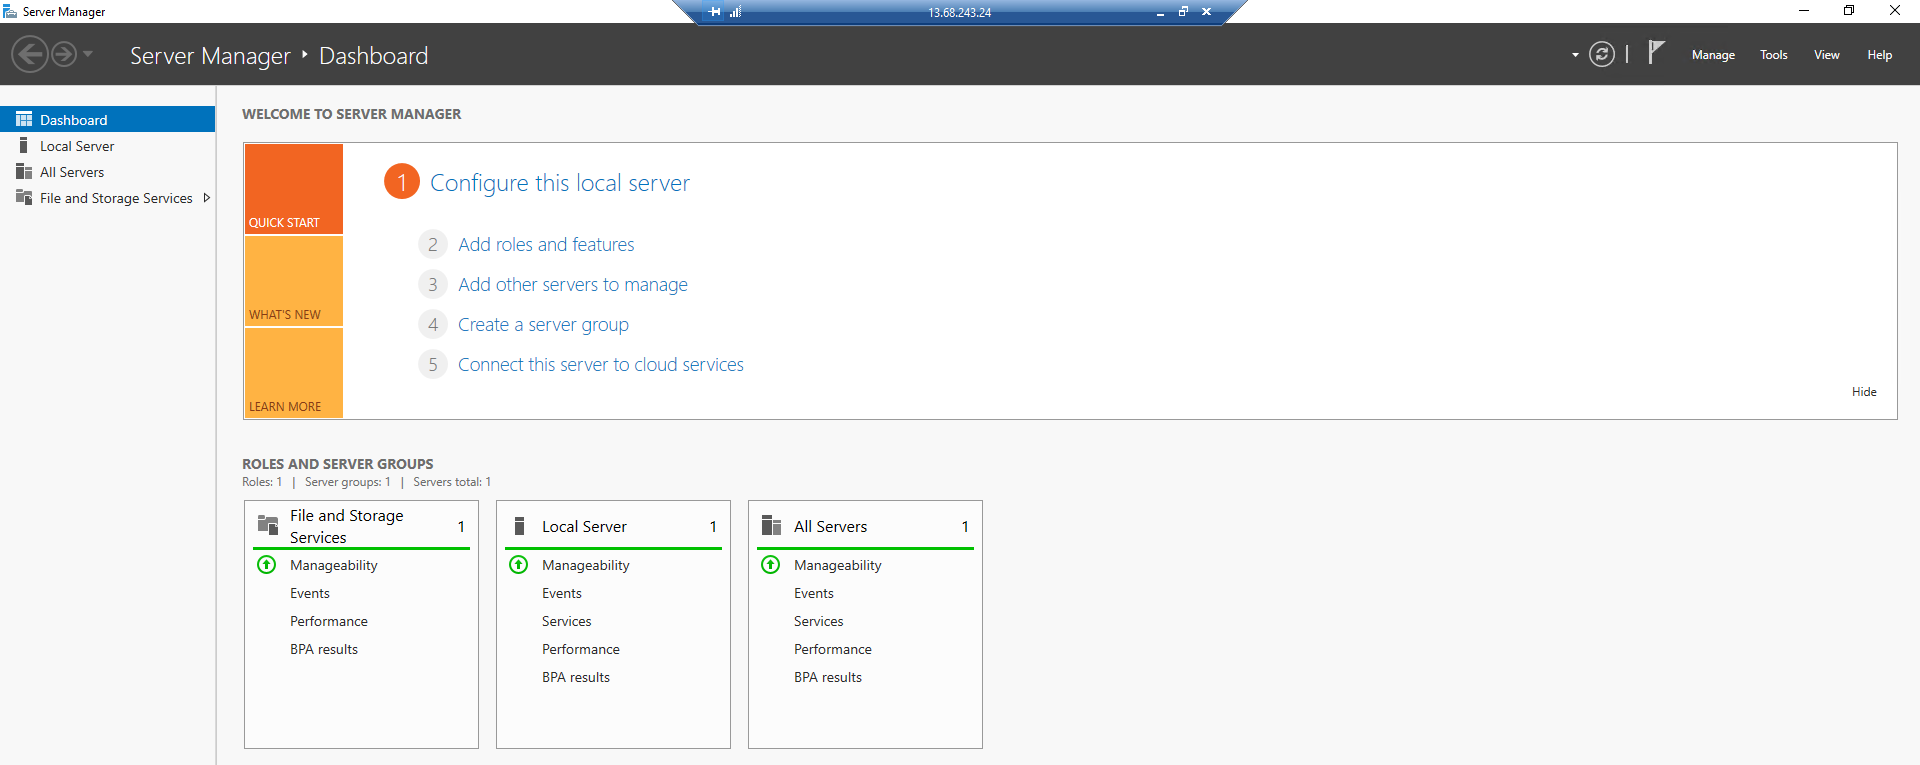 Server Manager
13.68.243.24
Server Manager Dashboard
Manage Tools View Help
Dashboard
Local Server
All Servers
File and Storage Services
WELCOME TO SERVER MANAGER
QUICK START
WHAT'S NEW
LEARN MORE
1 Configure this local server
2 Add roles and features
3 Add other servers to manage
4 Create a server group
5 Connect this server to cloud services
Hide
ROLES AND SERVER GROUPS
Roles: 1 | Server groups: 1 | Servers total: 1
File and Storage
Services 1
Manageability
Events
Performance
BPA results
Local Server 1
Manageability
Events
Services
Performance
BPA results
All Servers 1
Manageability
Events
Services
Performance
BPA results